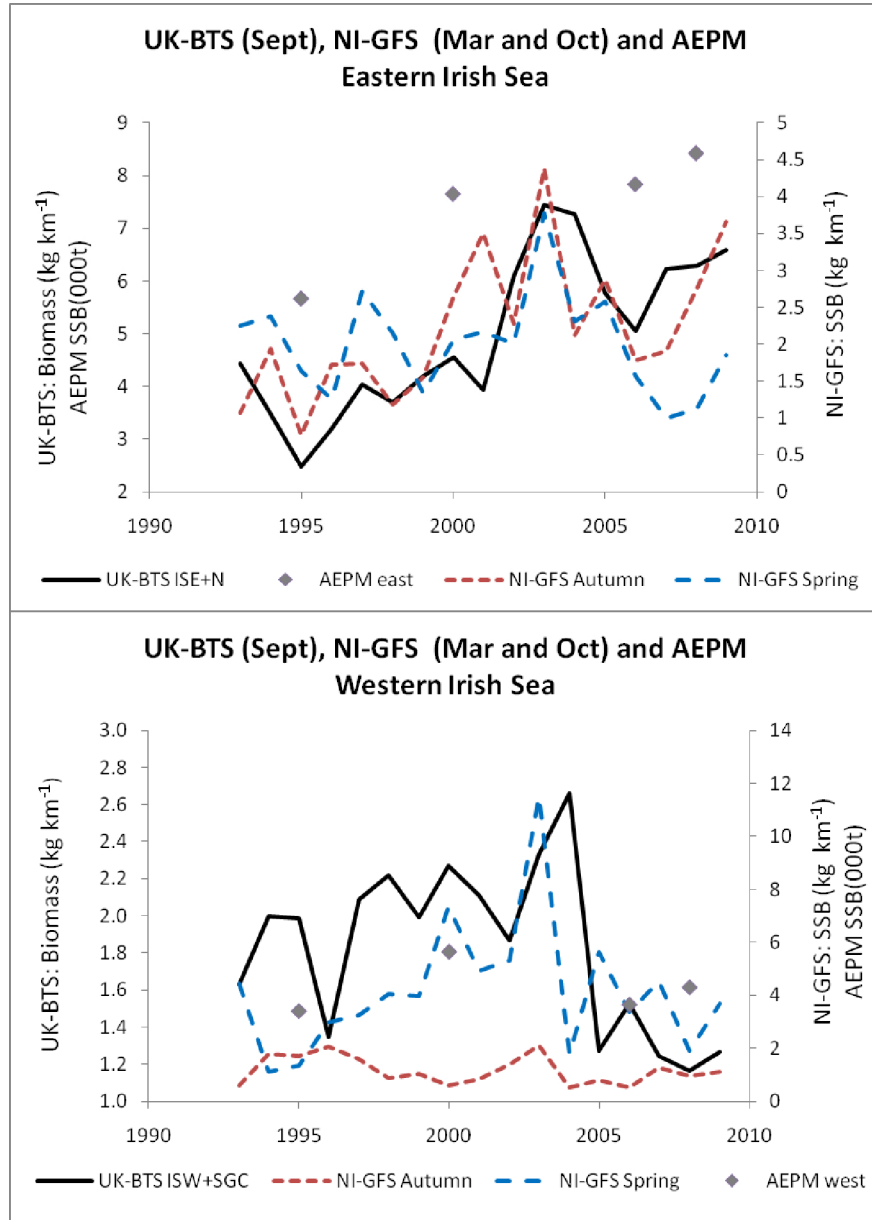 UK-BTS (Sept), NI-GFS (Mar and Oct) and AEPM
Eastern Irish Sea
UK-BTS: Biomass (kg km-1)
AEPM SSB(000t)
9
8
7
6
5
4
3
2
5
4.5
4
3.5
3
2.5
2
1.5
1
0.5
0
NI-GFS: SSB (kg km-1)
1990 1995 2000 2005 2010
UK-BTS ISE+N AEPM east NI-GFS Autumn NI-GFS Spring
UK-BTS (Sept), NI-GFS (Mar and Oct) and AEPM
Western Irish Sea
UK-BTS: Biomass (kg km-1)
3.0
2.8
2.6
2.4
2.2
2.0
1.8
1.6
1.4
1.2
1.0
14
12
10
8
6
4
2
0
NI-GFS: SSB (kg km-1)
AEPM SSB(000t)
1990 1995 2000 2005 2010
UK-BTS ISW+SGC NI-GFS Autumn NI-GFS Spring AEPM west